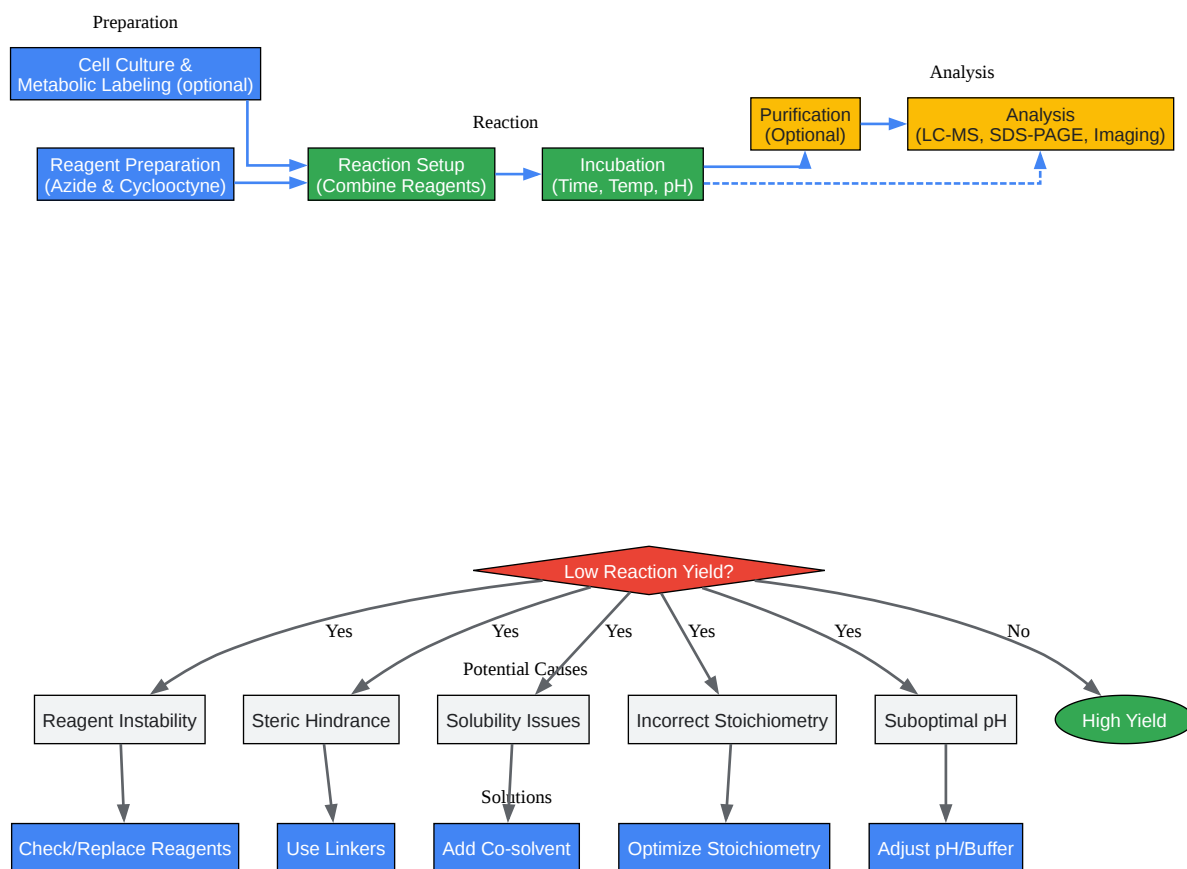 Preparation
Cell Culture &
Metabolic Labeling (optional)
Reagent Preparation
(Azide & Cyclooctyne)
Reaction
Reaction Setup
(Combine Reagents)
Incubation
(Time, Temp, pH)
Analysis
Purification
(Optional)
Analysis
(LC-MS, SDS-PAGE, Imaging)
Low Reaction Yield?
Yes
Yes
Yes
Yes
Yes
No
Potential Causes
Reagent Instability
Steric Hindrance
Solubility Issues
Incorrect Stoichiometry
Suboptimal pH
High Yield
Solutions
Check/Replace Reagents
Use Linkers
Add Co-solvent
Optimize Stoichiometry
Adjust pH/Buffer